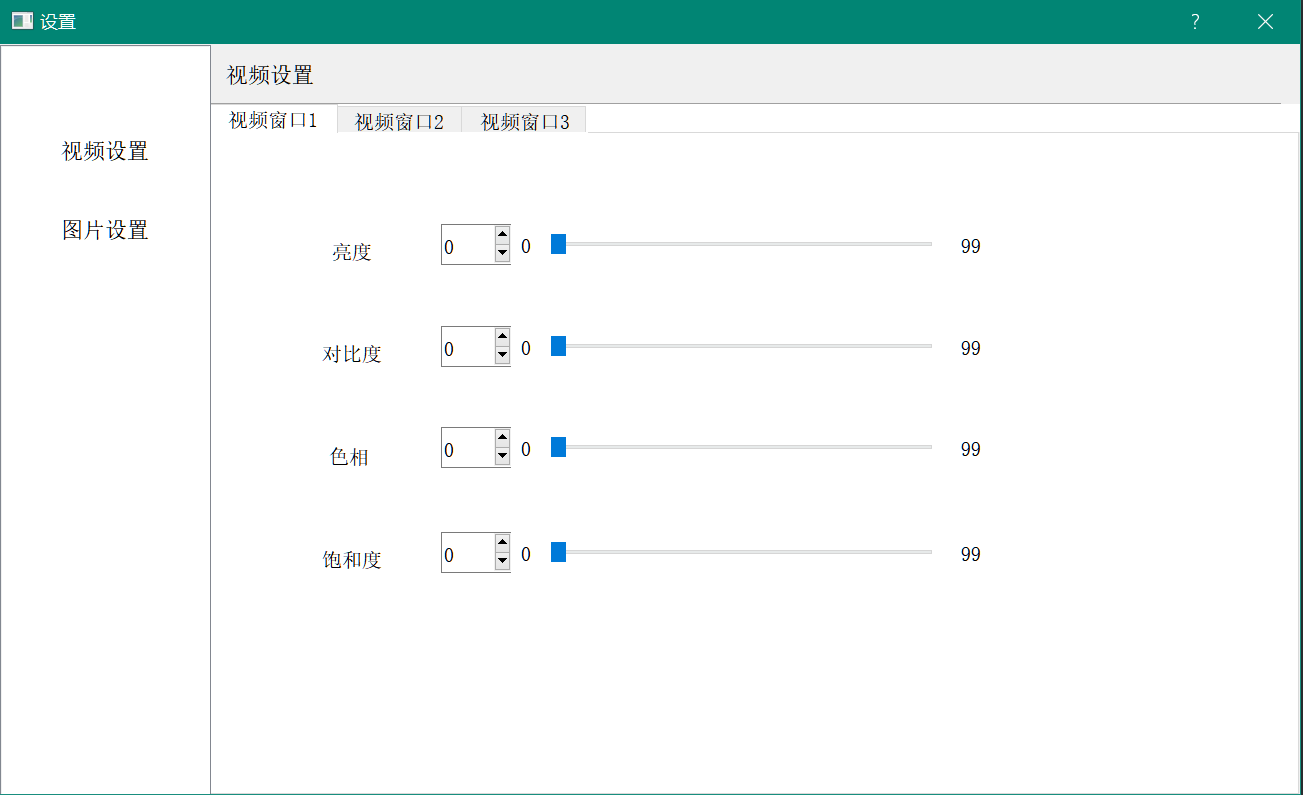 设置
?
视频设置
图片设置
视频设置
视频窗口1 视频窗口2 视频窗口3
亮度 0 0 99
对比度 0 0 99
色相 0 0 99
饱和度 0 0 99